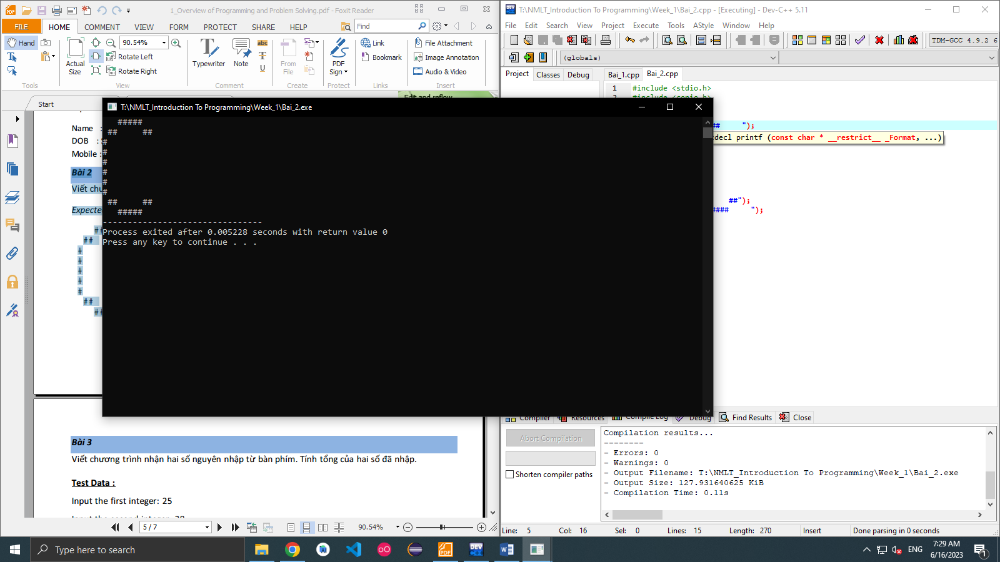 1_Overview of Programming and Problem Solving.pdf - Foxit Reader
FILE HOME COMMENT VIEW FORM PROTECT SHARE HELP
Find
Hand
90.54%
Actual Size
Rotate Left
Rotate Right
Typewriter
Note
From File
PDF Sign
Link
Bookmark
File Attachment
Image Annotation
Audio & Video
Tools View Comment Create Protect Links Insert
Start
Edit and reflow
Name :
DOB :
Mobile :
Bài 2
Viết chư
Expecte
##
##
#
#
#
#
#
##
##
Bài 3
Viết chương trình nhận hai số nguyên nhập từ bàn phím. Tính tổng của hai số đã nhập.
Test Data :
Input the first integer: 25
5 / 7
90.54%
T:\NMLT_Introduction To Programming\Week_1\Bai_2.exe
#####
## ##
#
#
#
#
#
#
## ##
#####
--------------------------------
Process exited after 0.005228 seconds with return value 0
Press any key to continue . . .
T:\NMLT_Introduction To Programming\Week_1\Bai_2.cpp - [Executing] - Dev-C++ 5.11
File Edit Search View Project Execute Tools AStyle Window Help
TDM-GCC 4.9.2 6
(globals)
Project Classes Debug
Bai_1.cpp Bai_2.cpp
1 #include <stdio.h>
2 #include <conio.h>
## ");
decl printf (const char * __restrict__ _Format, ...)
##");
#### ");
Compiler Resources Compile Log Debug Find Results Close
Abort Compilation
Shorten compiler paths
Compilation results...
--------
- Errors: 0
- Warnings: 0
- Output Filename: T:\NMLT_Introduction To Programming\Week_1\Bai_2.exe
- Output Size: 127.931640625 KiB
- Compilation Time: 0.11s
Line: 5 Col: 16 Sel: 0 Lines: 15 Length: 270 Insert Done parsing in 0 seconds
Type here to search
ENG
7:29 AM
6/16/2023
1